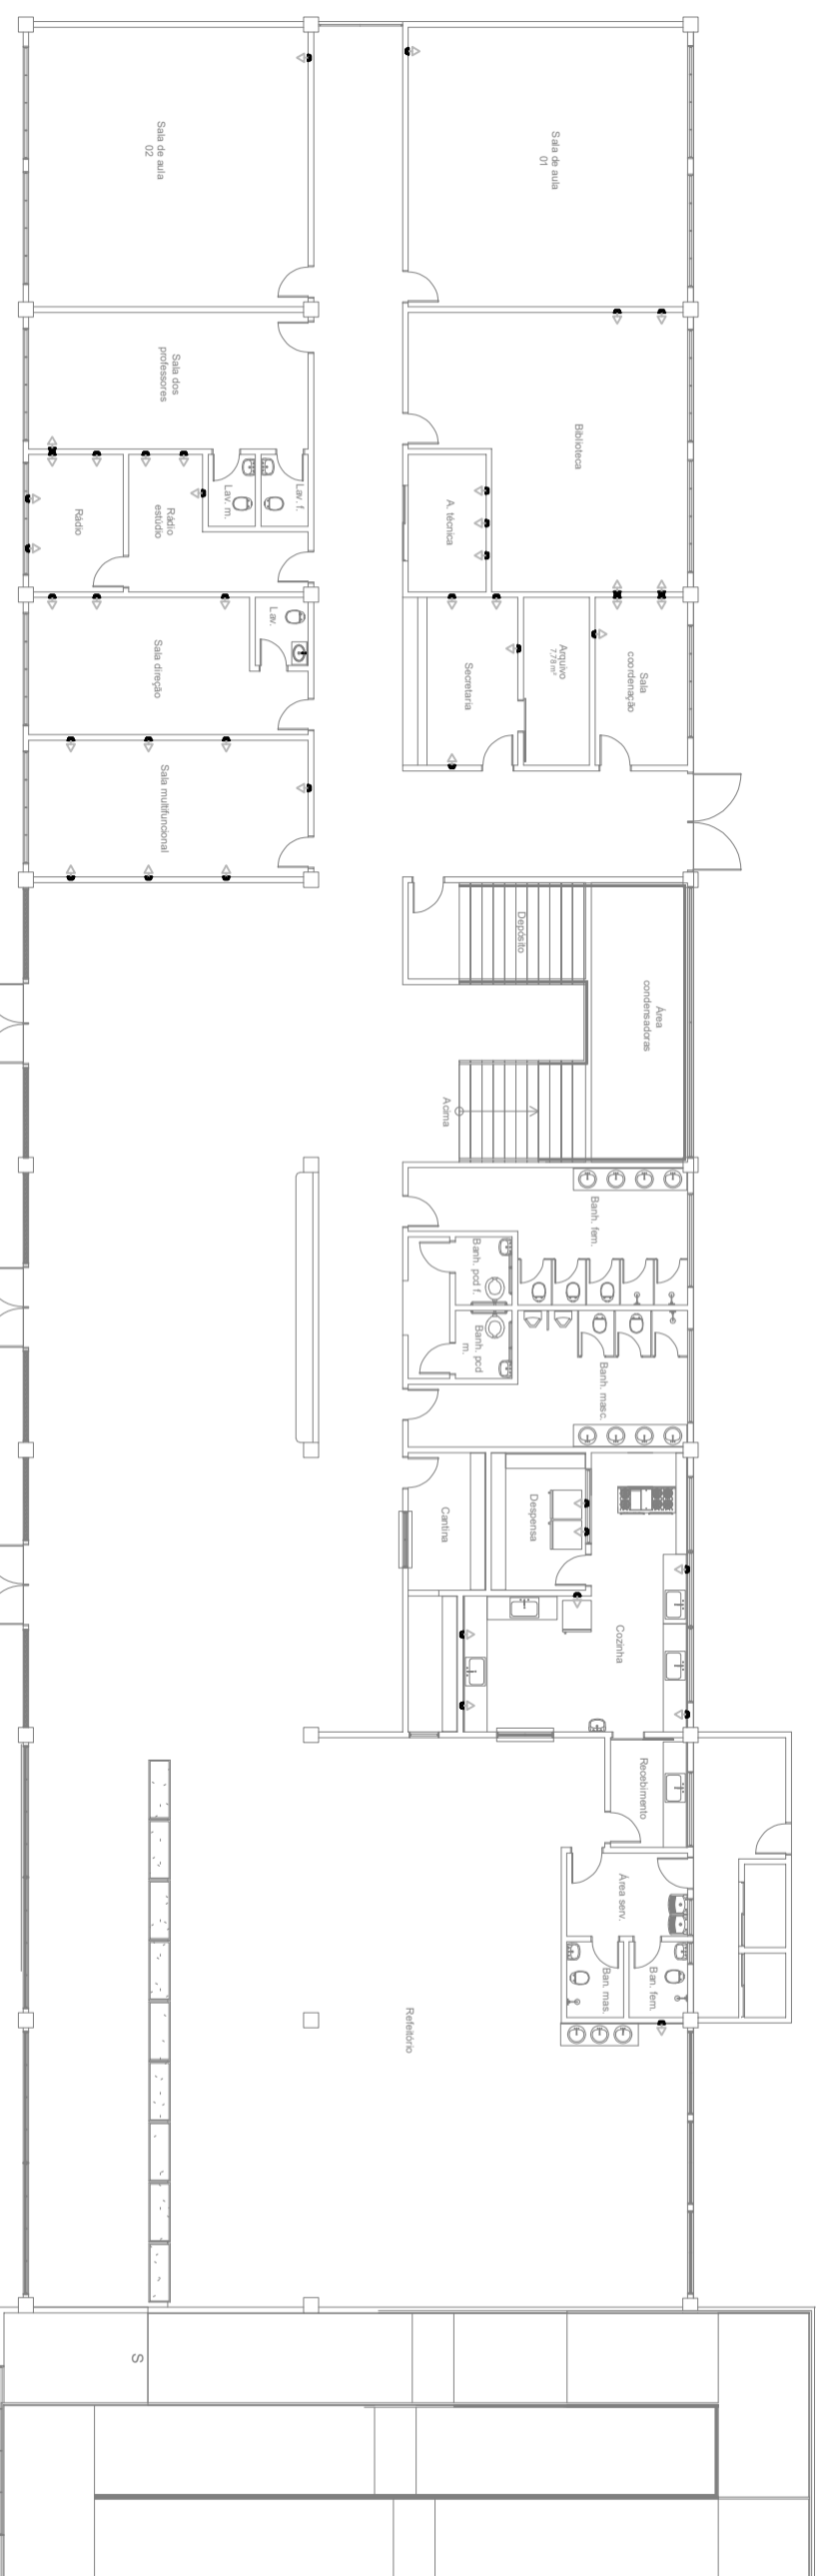 Sala de aula
02
Sala de aula
01
Sala dos
professores
Biblioteca
Lav. m.
Lav. f.
Rádio
Rádio
estúdio
A. técnica
Lav.
Sala direção
Secretaria
Arquivo
7,78 m²
Sala
coordenação
Sala multifuncional
Depósito
Área
condensadoras
Acima
Banh. fem.
Banh. pcd f.
Banh. pcd
m.
Banh. masc.
Cantina
Despensa
Cozinha
Recebimento
Área serv.
Ban. mas.
Ban. fem.
Refeitório
S